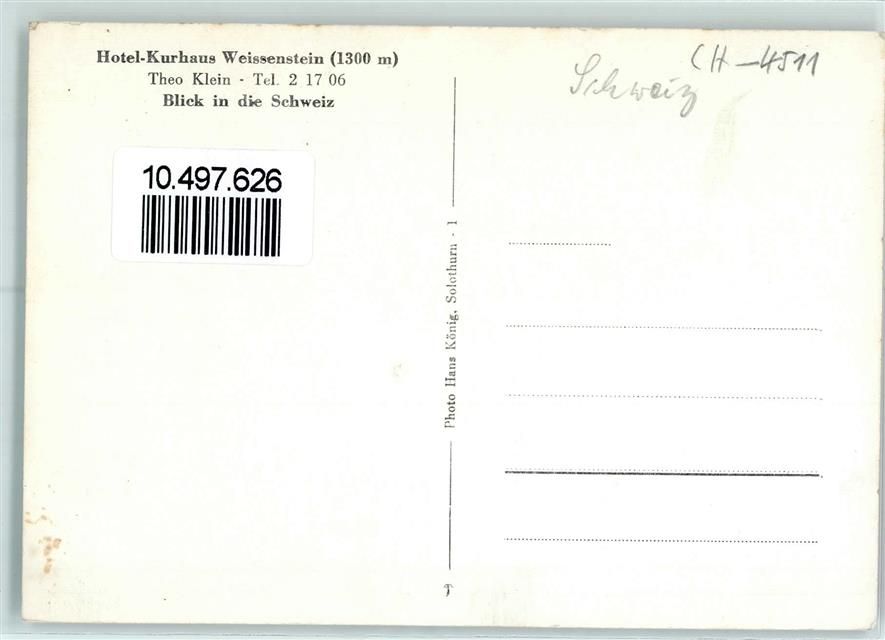 Hotel-Kurhaus Weissenstein (1300 m)
Theo Klein - Tel. 2 17 06
Blick in die Schweiz
10.497.626
Photo Hans König, Solothurn - 1
Schweiz
CH-4511